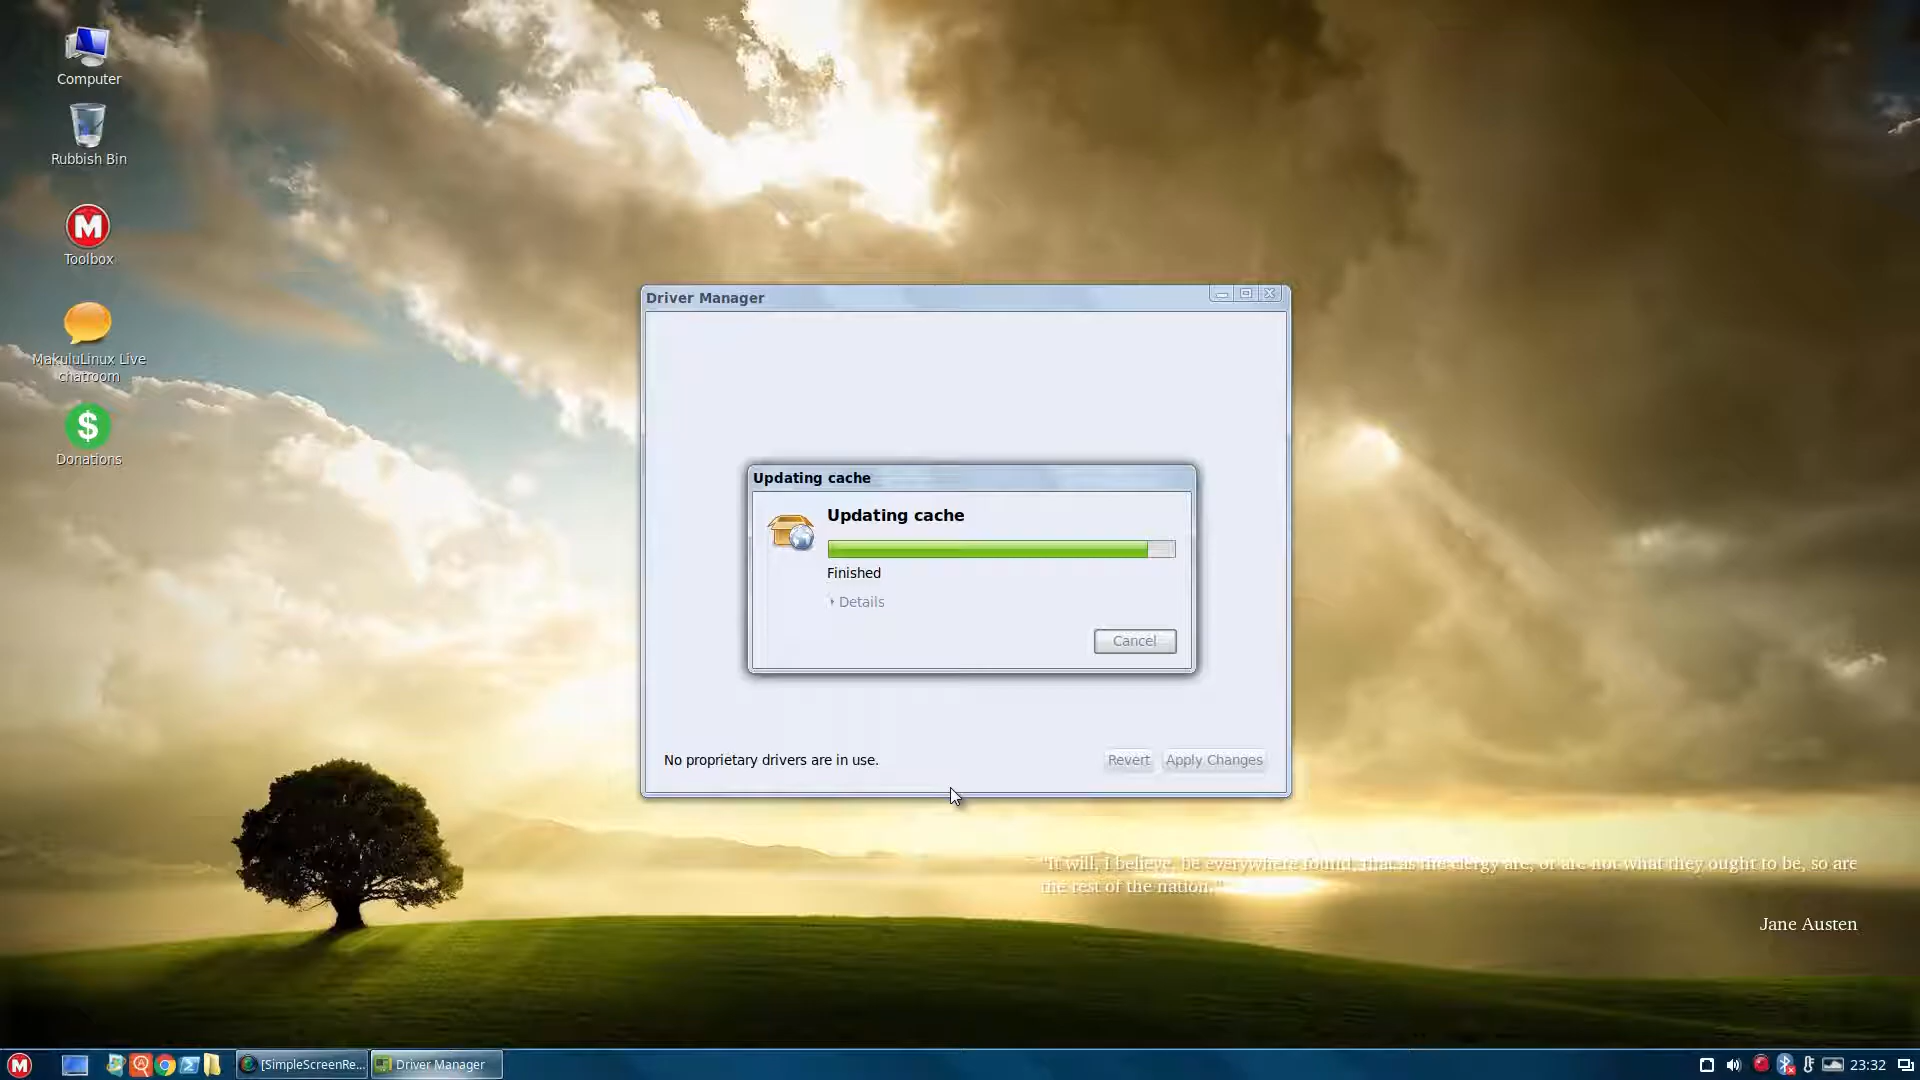 Computer
Rubbish Bin
Toolbox
MakuluLinux Live
chatroom
Donations
Driver Manager
Updating cache
Updating cache
Finished
Details
Cancel
No proprietary drivers are in use.
Revert
Apply Changes
"It will, I believe, be everywhere found, that as the clergy are, or are not what they ought to be, so are
the rest of the nation."
Jane Austen
[SimpleScreenRe...
Driver Manager
23:32